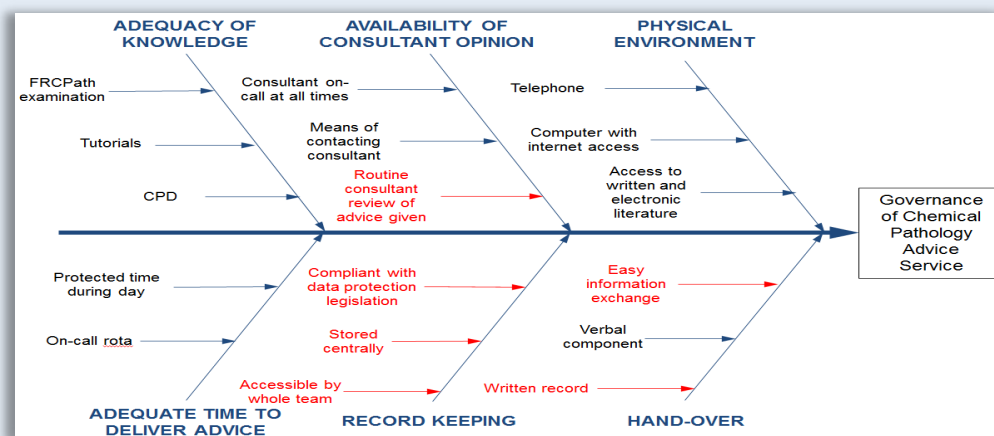 ADEQUACY OF
KNOWLEDGE
AVAILABILITY OF
CONSULTANT OPINION
PHYSICAL
ENVIRONMENT
FRCPath
examination
Tutorials
CPD
Consultant on-
call at all times
Means of
contacting
consultant
Routine
consultant
review of
advice given
Telephone
Computer with
internet access
Access to
written and
electronic
literature
Governance
of Chemical
Pathology
Advice
Service
Protected time
during day
On-call rota
Compliant with
data protection
legislation
Stored
centrally
Accessible by
whole team
Easy
information
exchange
Verbal
component
Written record
ADEQUATE TIME TO
DELIVER ADVICE
RECORD KEEPING
HAND-OVER